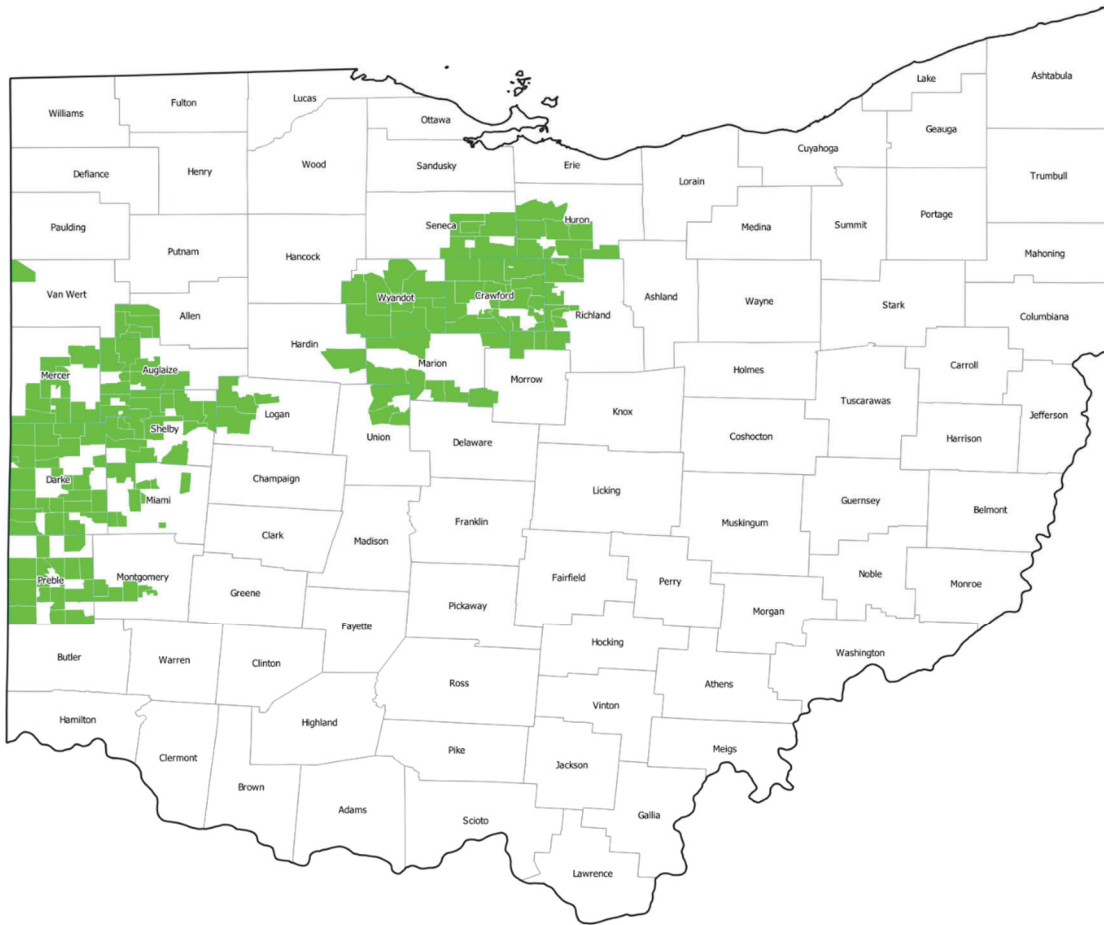 Lake
Ashtabula
Lucas
Fulton
Williams
Ottawa
Geauga
Cuyahoga
Sandusky
Erie
Wood
Henry
Defiance
Trumbull
Lorain
Portage
Huron
Seneca
Medina
Summit
Paulding
Putnam
Hancock
Mahoning
Van Wert
Wyandot
Crawford
Ashland
Wayne
Stark
Allen
Richland
Columbiana
Hardin
Marion
Carroll
Mercer
Auglaize
Morrow
Holmes
Tuscarawas
Logan
Knox
Jefferson
Shelby
Union
Delaware
Coshocton
Harrison
Darke
Champaign
Licking
Miami
Guernsey
Muskingum
Belmont
Franklin
Clark
Madison
Preble
Montgomery
Fairfield
Perry
Noble
Monroe
Greene
Pickaway
Morgan
Fayette
Hocking
Washington
Butler
Warren
Clinton
Ross
Athens
Vinton
Hamilton
Highland
Pike
Meigs
Clermont
Jackson
Brown
Adams
Scioto
Gallia
Lawrence